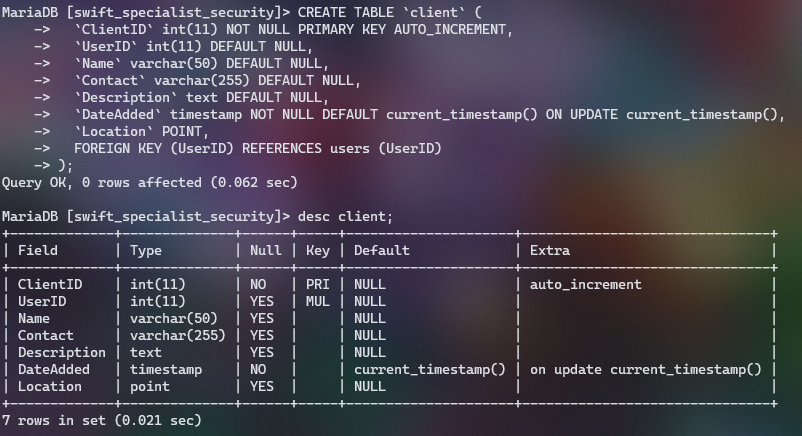 MariaDB [swift_specialist_security]> CREATE TABLE `client` (
    ->   `ClientID` int(11) NOT NULL PRIMARY KEY AUTO_INCREMENT,
    ->   `UserID` int(11) DEFAULT NULL,
    ->   `Name` varchar(50) DEFAULT NULL,
    ->   `Contact` varchar(255) DEFAULT NULL,
    ->   `Description` text DEFAULT NULL,
    ->   `DateAdded` timestamp NOT NULL DEFAULT current_timestamp() ON UPDATE current_timestamp(),
    ->   `Location` POINT,
    ->   FOREIGN KEY (UserID) REFERENCES users (UserID)
    -> );
Query OK, 0 rows affected (0.062 sec)

MariaDB [swift_specialist_security]> desc client;
+-------------+--------------+------+-----+---------------------+-------------------------------+
| Field       | Type         | Null | Key | Default             | Extra                         |
+-------------+--------------+------+-----+---------------------+-------------------------------+
| ClientID    | int(11)      | NO   | PRI | NULL                | auto_increment                |
| UserID      | int(11)      | YES  | MUL | NULL                |                               |
| Name        | varchar(50)  | YES  |     | NULL                |                               |
| Contact     | varchar(255) | YES  |     | NULL                |                               |
| Description | text         | YES  |     | NULL                |                               |
| DateAdded   | timestamp    | NO   |     | current_timestamp() | on update current_timestamp() |
| Location    | point        | YES  |     | NULL                |                               |
+-------------+--------------+------+-----+---------------------+-------------------------------+
7 rows in set (0.021 sec)